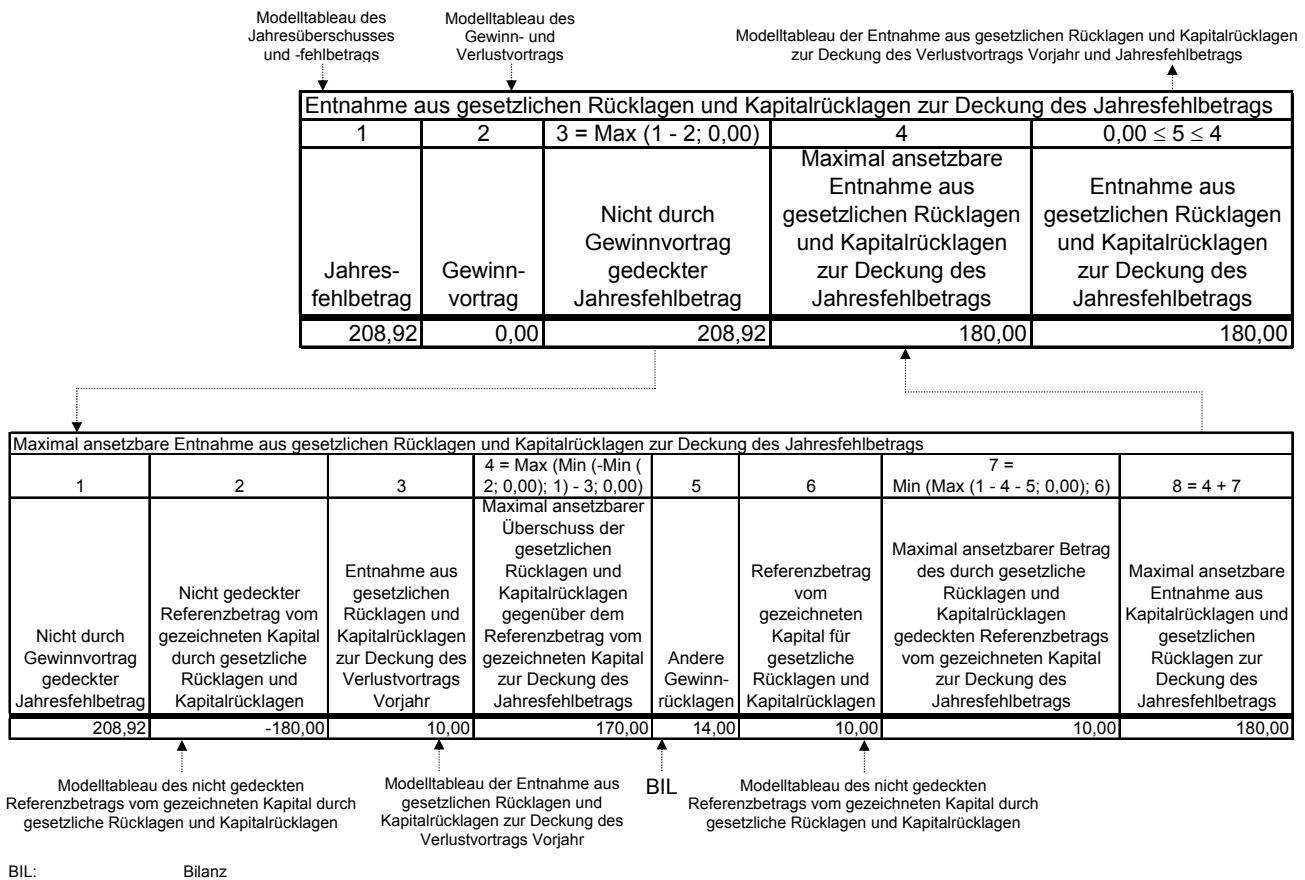 Modelltableau des
Jahresüberschusses
und -fehlbetrags
Modelltableau des
Gewinn- und
Verlustvortrags
Modelltableau der Entnahme aus gesetzlichen Rücklagen und Kapitalrücklagen
zur Deckung des Verlustvortrags Vorjahr und Jahresfehlbetrags
Entnahme aus gesetzlichen Rücklagen und Kapitalrücklagen zur Deckung des Jahresfehlbetrags
1 2 3 = Max (1 - 2; 0,00) 4 0,00 ≤ 5 ≤ 4
Jahres-
fehlbetrag
Gewinn-
vortrag
Nicht durch
Gewinnvortrag
gedeckter
Jahresfehlbetrag
Maximal ansetzbare
Entnahme aus
gesetzlichen Rücklagen
und Kapitalrücklagen
zur Deckung des
Jahresfehlbetrags
Entnahme aus
gesetzlichen Rücklagen
und Kapitalrücklagen
zur Deckung des
Jahresfehlbetrags
208,92 0,00 208,92 180,00 180,00
Maximal ansetzbare Entnahme aus gesetzlichen Rücklagen und Kapitalrücklagen zur Deckung des Jahresfehlbetrags
1
2
3
4 = Max (Min (-Min (
2; 0,00); 1) - 3; 0,00)
5
6
7 =
Min (Max (1 - 4 - 5; 0,00); 6)
8 = 4 + 7
Nicht durch
Gewinnvortrag
gedeckter
Jahresfehlbetrag
Nicht gedeckter
Referenzbetrag vom
gezeichneten Kapital
durch gesetzliche
Rücklagen und
Kapitalrücklagen
Entnahme aus
gesetzlichen
Rücklagen und
Kapitalrücklagen
zur Deckung des
Verlustvortrags
Vorjahr
Maximal ansetzbarer
Überschuss der
gesetzlichen
Rücklagen und
Kapitalrücklagen
gegenüber dem
Referenzbetrag vom
gezeichneten Kapital
zur Deckung des
Jahresfehlbetrags
Andere
Gewinn-
rücklagen
Referenzbetrag
vom
gezeichneten
Kapital für
gesetzliche
Rücklagen und
Kapitalrücklagen
Maximal ansetzbarer Betrag
des durch gesetzliche
Rücklagen und
Kapitalrücklagen
gedeckten Referenzbetrags
vom gezeichneten Kapital
zur Deckung des
Jahresfehlbetrags
Maximal ansetzbare
Entnahme aus
Kapitalrücklagen und
gesetzlichen
Rücklagen zur
Deckung des
Jahresfehlbetrags
208,92 -180,00 10,00 170,00 14,00 10,00 10,00 180,00
Modelltableau des nicht gedeckten
Referenzbetrags vom gezeichneten Kapital durch
gesetzliche Rücklagen und Kapitalrücklagen
Modelltableau der Entnahme aus
gesetzlichen Rücklagen und
Kapitalrücklagen zur Deckung des
Verlustvortrags Vorjahr
BIL
Modelltableau des nicht gedeckten
Referenzbetrags vom gezeichneten Kapital durch
gesetzliche Rücklagen und Kapitalrücklagen
BIL: Bilanz